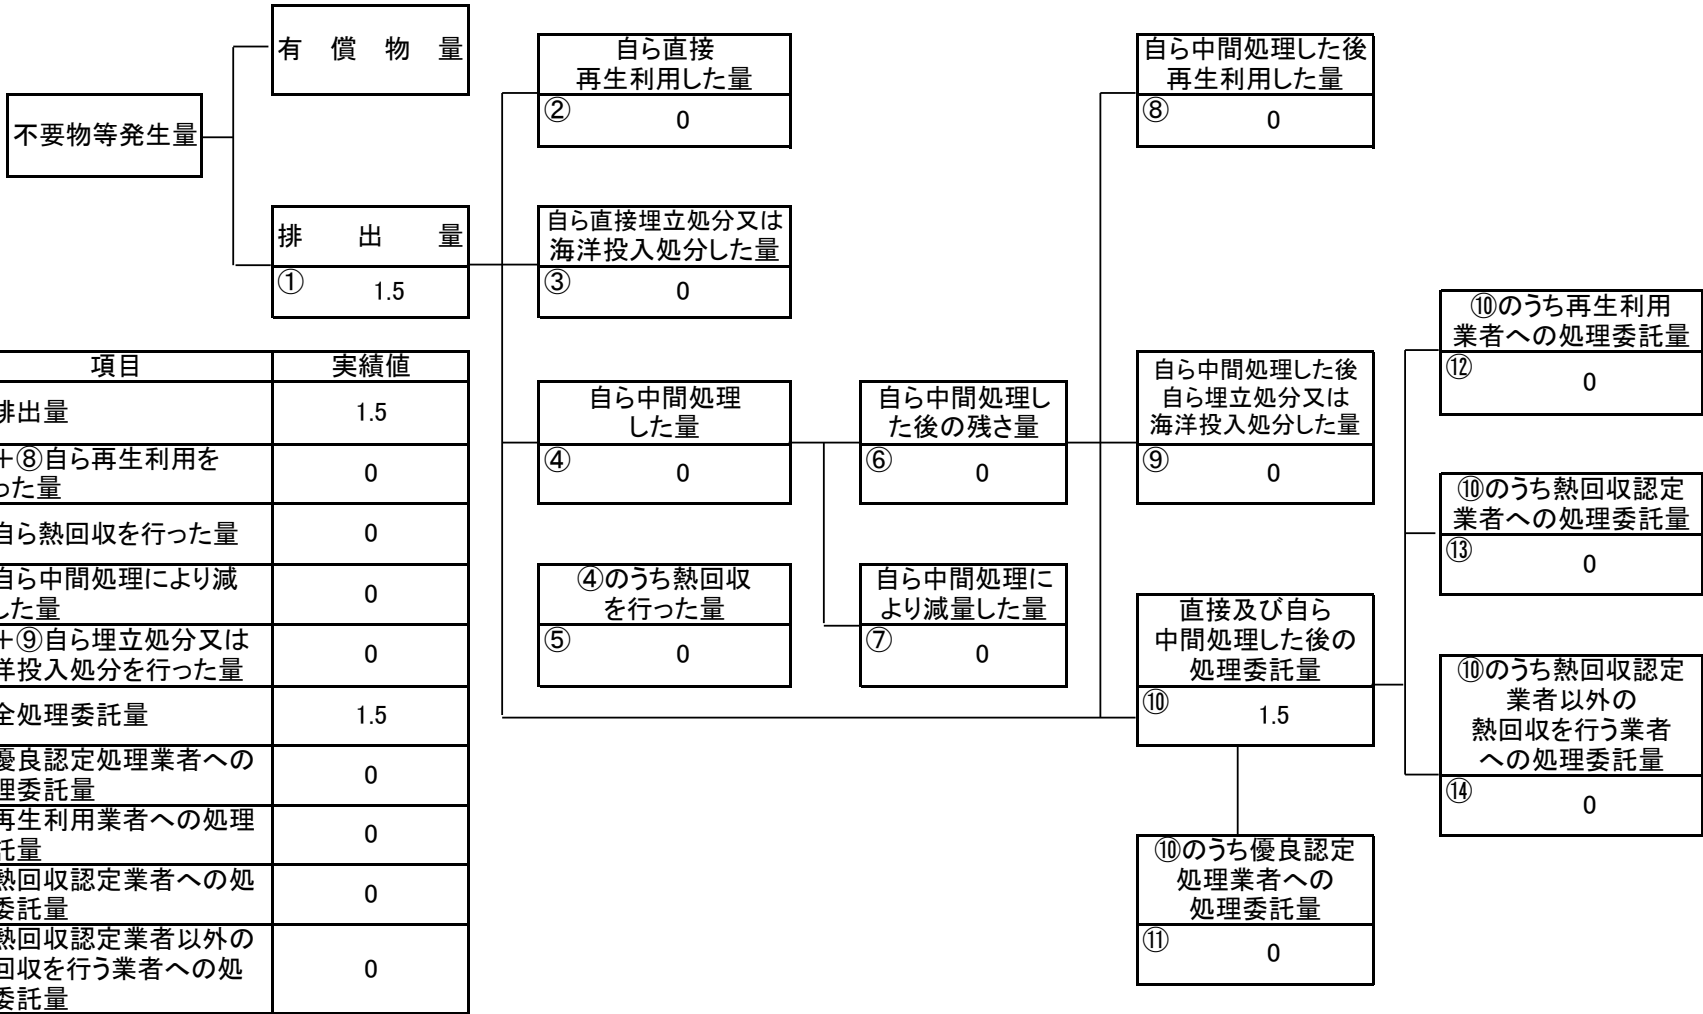 有償物量
不要物等発生量
排出量
① 1.5
自ら直接
再生利用した量
② 0
自ら直接埋立処分又は
海洋投入処分した量
③ 0
自ら中間処理
した量
④ 0
④のうち熱回収
を行った量
⑤ 0
自ら中間処理し
た後の残さ量
⑥ 0
自ら中間処理に
より減量した量
⑦ 0
自ら中間処理した後
再生利用した量
⑧ 0
自ら中間処理した後
自ら埋立処分又は
海洋投入処分した量
⑨ 0
直接及び自ら
中間処理した後の
処理委託量
⑩ 1.5
⑩のうち優良認定
処理業者への
処理委託量
⑪ 0
⑩のうち再生利用
業者への処理委託量
⑫ 0
⑩のうち熱回収認定
業者への処理委託量
⑬ 0
⑩のうち熱回収認定
業者以外の
熱回収を行う業者
への処理委託量
⑭ 0
項目 実績値
排出量 1.5
+⑧自ら再生利用を
った量 0
自ら熱回収を行った量 0
自ら中間処理により減
した量 0
+⑨自ら埋立処分又は
洋投入処分を行った量 0
全処理委託量 1.5
優良認定処理業者への
理委託量 0
再生利用業者への処理
託量 0
熱回収認定業者への処
委託量 0
熱回収認定業者以外の
回収を行う業者への処
委託量 0